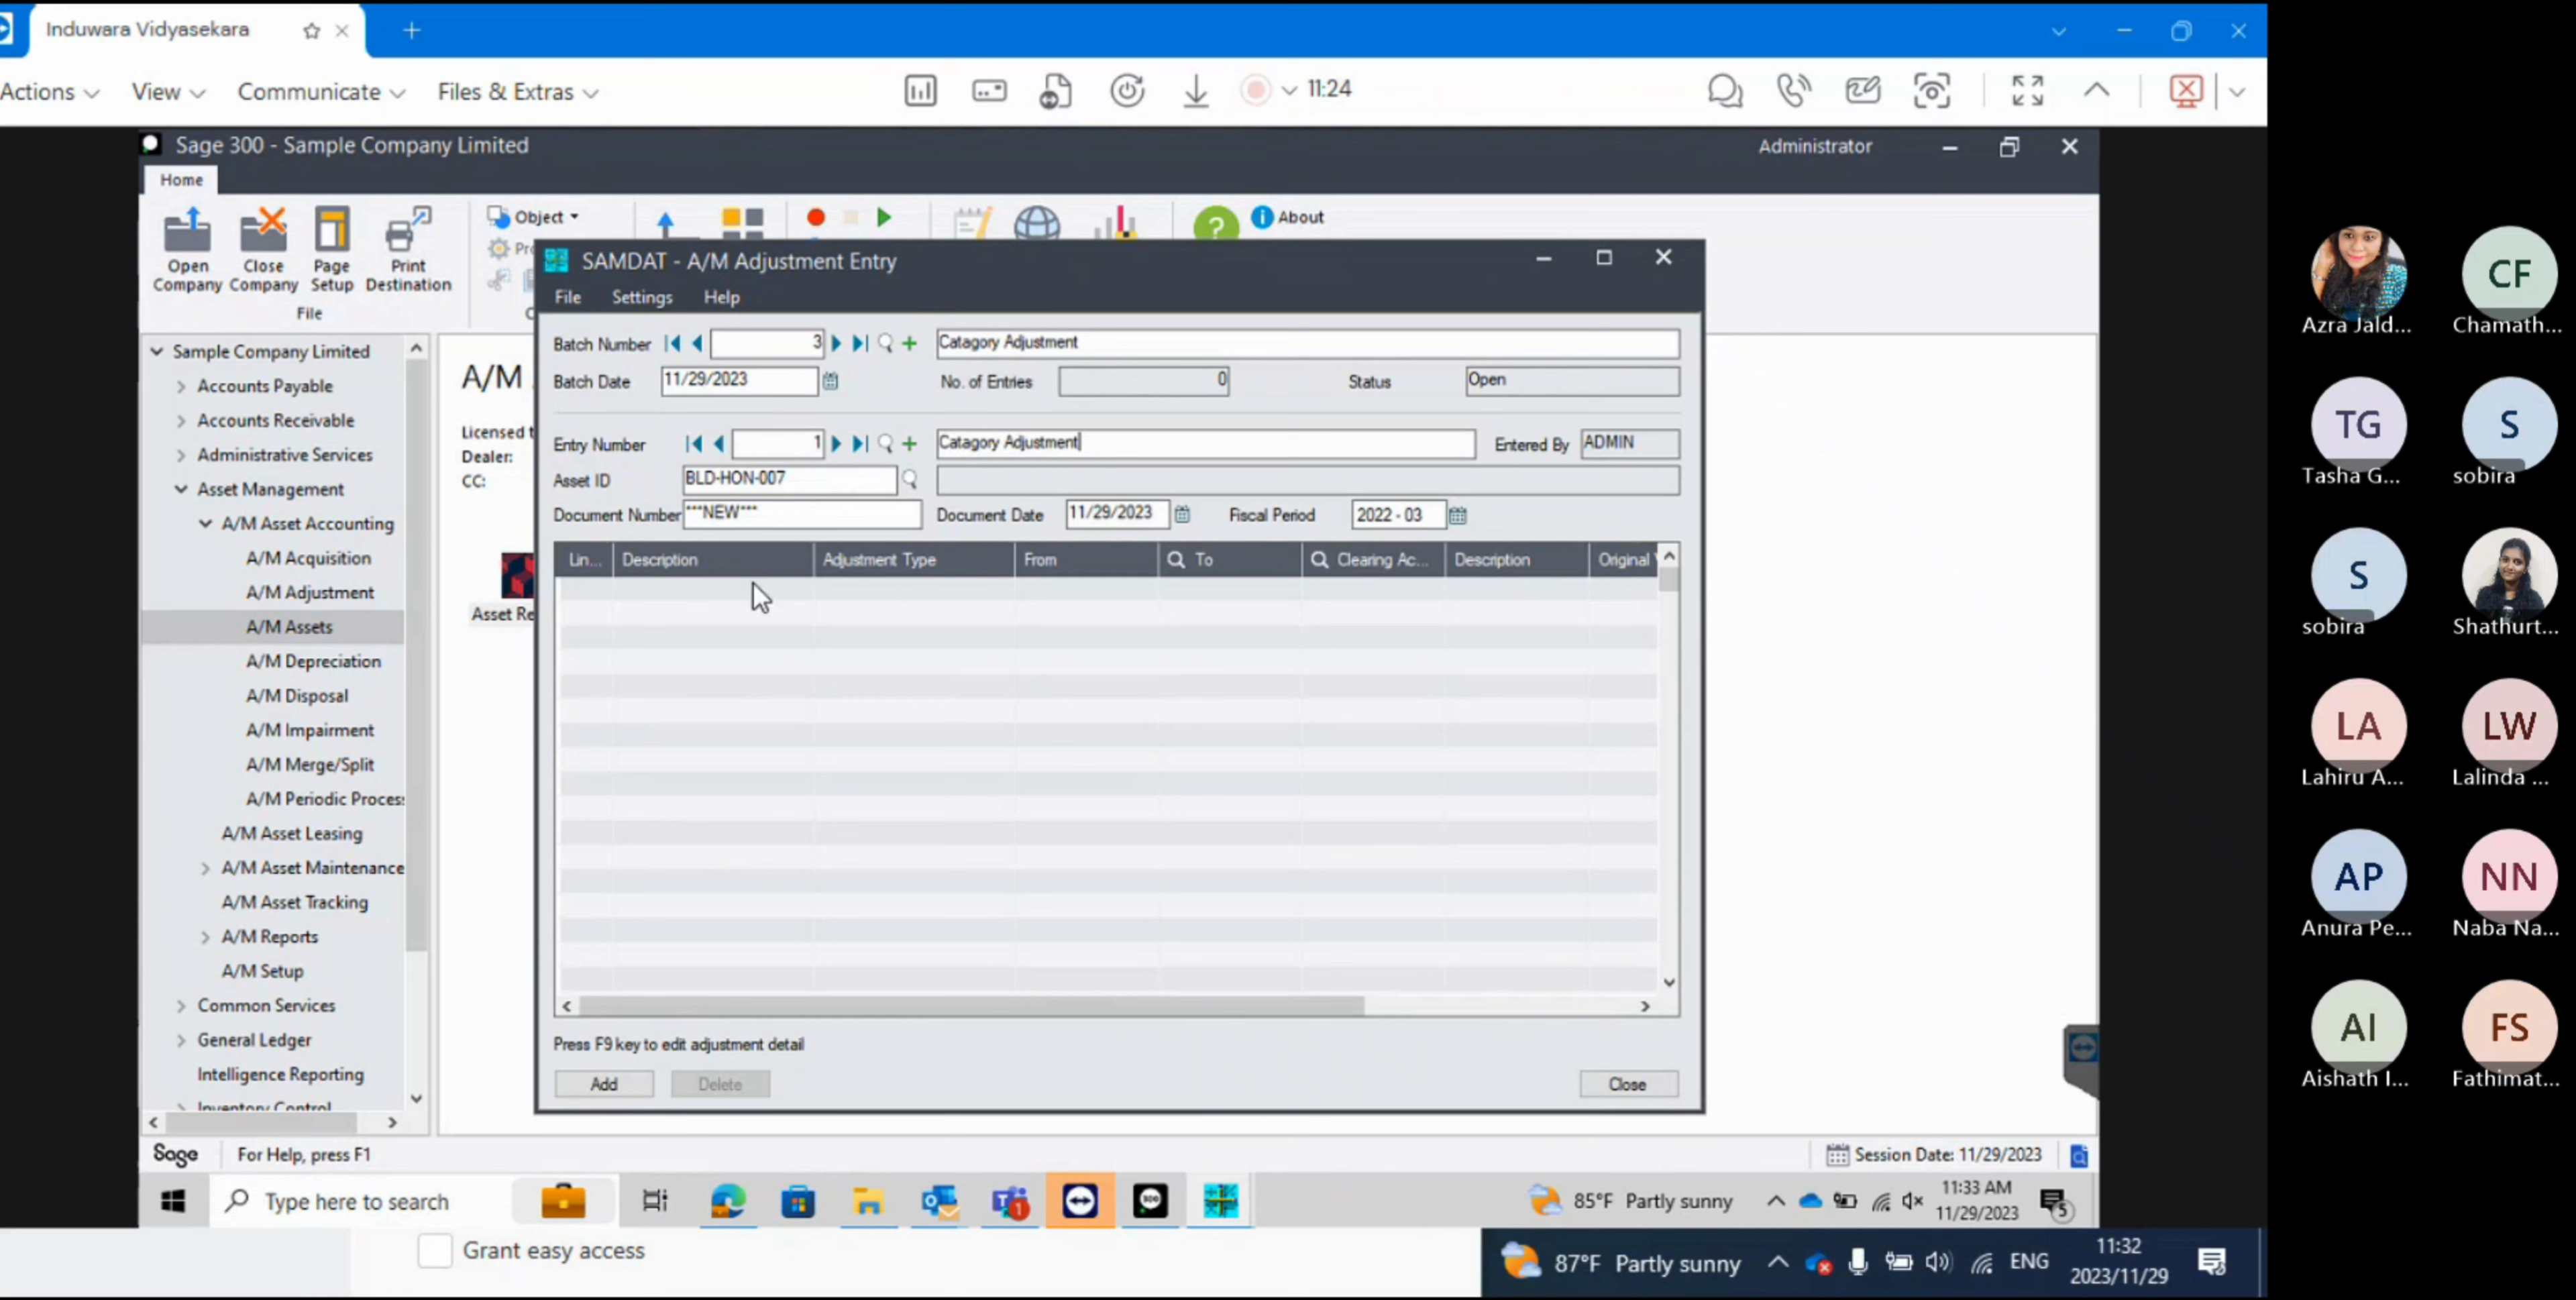 Induwara Vidyasekara
Actions View Communicate Files & Extras 11:24
Sage 300 - Sample Company Limited Administrator
Home
Object
About
Open Company
Close Company
Page Setup
Print Destination
File
SAMDAT - A/M Adjustment Entry
File Settings Help
Batch Number 3 Catagory Adjustment
Batch Date 11/29/2023 No. of Entries 0 Status Open
Entry Number 1 Catagory Adjustment Entered By ADMIN
Asset ID BLD-HON-007
Document Number ***NEW*** Document Date 11/29/2023 Fiscal Period 2022 - 03
Lin... Description Adjustment Type From To Clearing Ac... Description Original
Press F9 key to edit adjustment detail
Add Delete Close
Sample Company Limited
Accounts Payable
Accounts Receivable
Administrative Services
Asset Management
A/M Asset Accounting
A/M Acquisition
A/M Adjustment
A/M Assets
A/M Depreciation
A/M Disposal
A/M Impairment
A/M Merge/Split
A/M Periodic Process
A/M Asset Leasing
A/M Asset Maintenance
A/M Asset Tracking
A/M Reports
A/M Setup
Common Services
General Ledger
Intelligence Reporting
Inventory Control
A/M
Licensed t
Dealer:
CC:
Asset Re
Sage For Help, press F1 Session Date: 11/29/2023
Type here to search
85°F Partly sunny
11:33 AM
11/29/2023
5
Grant easy access
87°F Partly sunny ENG
11:32
2023/11/29
CF
Azra Jald... Chamath...
TG S
Tasha G... sobira
S
sobira Shathurt...
LA LW
Lahiru A... Lalinda ...
AP NN
Anura Pe... Naba Na...
AI FS
Aishath I... Fathimat...